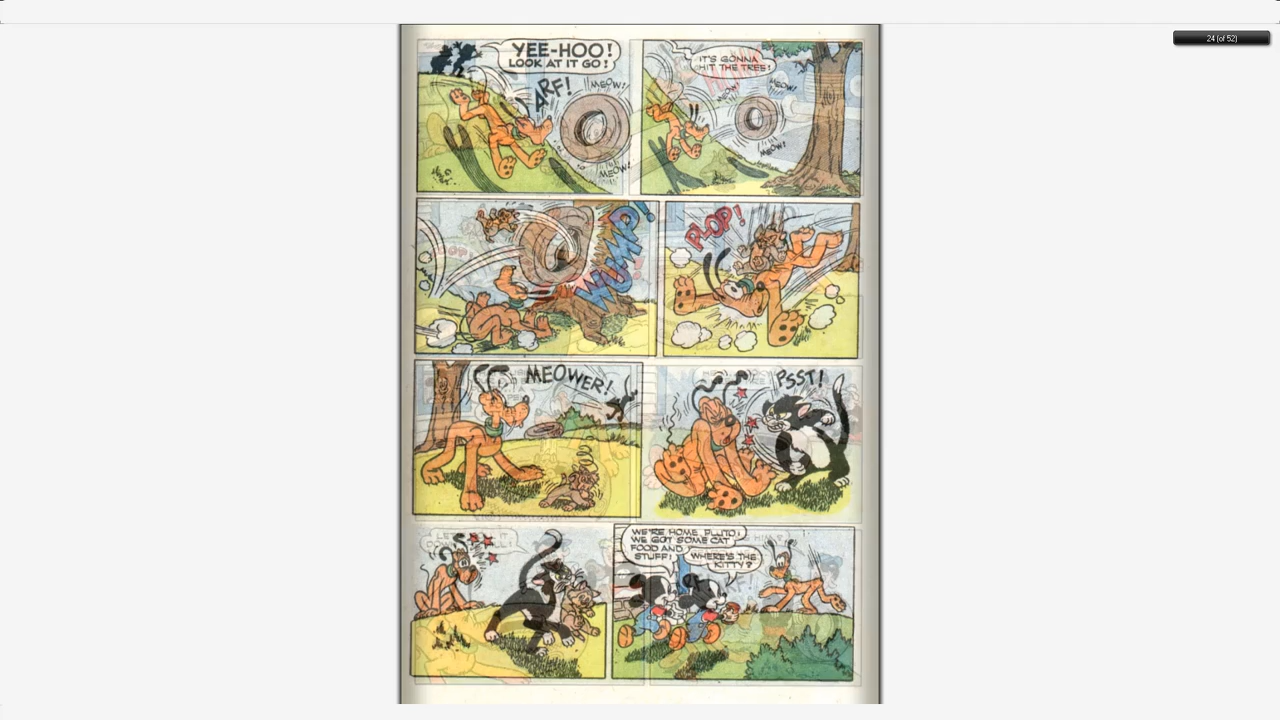 24 (of 52)
YEE-HOO!
LOOK AT IT GO!
ARF!
MEOW!
MEOW!
IT'S GONNA
HIT THE TREE!
MEOW!
MEOW!
MEOW!
WUMP!
PLOP!
MEOWER!
PSST!
WE'RE HOME, PLUTO!
WE GOT SOME CAT
FOOD AND
STUFF!
WHERE'S THE
KITTY?